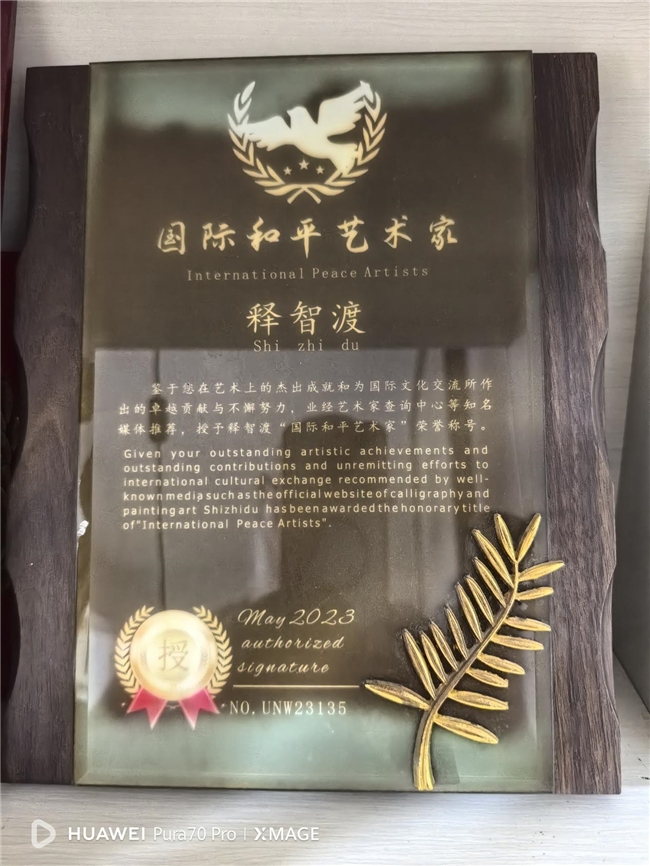 国际和平艺术家
International Peace Artists
释智渡
Shi zhi du
鉴于您在艺术上的杰出成就和为国际文化交流所作
出的卓越贡献与不懈努力，业经艺术家查询中心等知名
媒体推荐，授予释智渡“国际和平艺术家”荣誉称号。
Given your outstanding artistic achievements and
outstanding contributions and unremitting efforts to
international cultural exchange recommended by well-
known media such as the official website of calligraphy and
painting art Shizhidu has been awarded the honorary title
of "International Peace Artists".
May 2023
authorized
signature
授
NO. UNW23135
HUAWEI Pura70 Pro | XMAGE